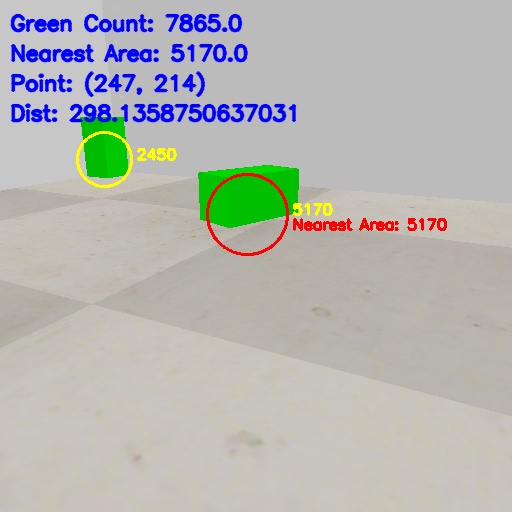 Green Count: 7865.0
Nearest Area: 5170.0
Point: (247, 214)
Dist: 298.1358750637031
2450
5170
Nearest Area: 5170